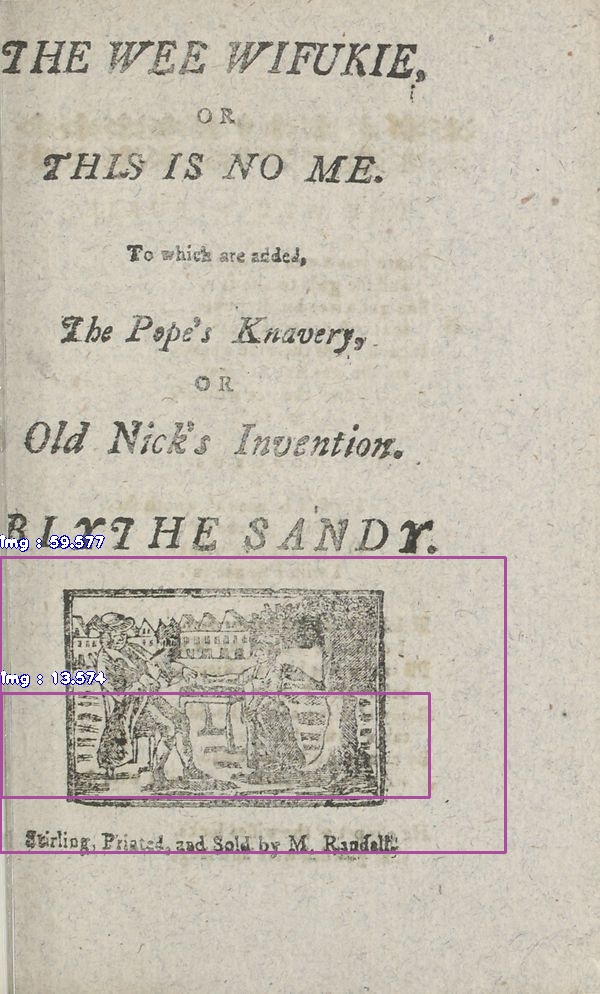 THE WEE WIFUKIE,
OR
THIS IS NO ME.
To which are added,
The Pope's Knavery,
OR
Old Nick's Invention.
BLYTHE SANDY.
img : 59.577
img : 13.574
Stirling, Printed, and Sold by M. Randall.